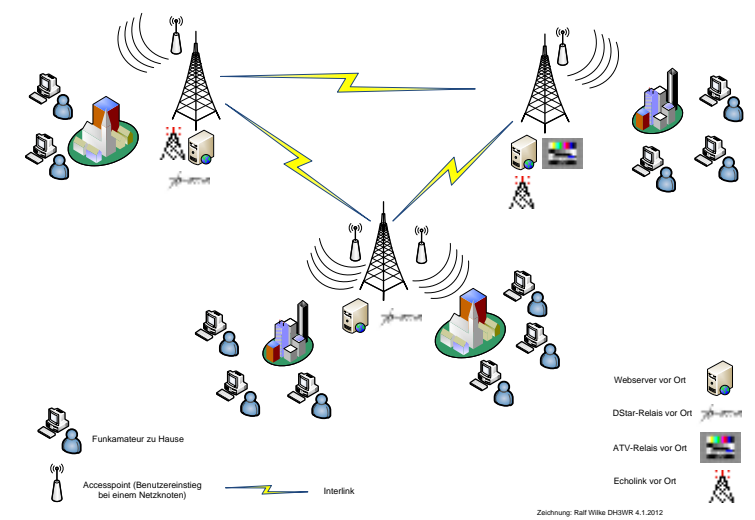 Webserver vor Ort
DStar-Relais vor Ort
ATV-Relais vor Ort
Echolink vor Ort
Funkamateur zu Hause
Accesspoint (Benutzereinstieg
bei einem Netzknoten)
Interlink
Zeichnung: Ralf Wilke DH3WR 4.1.2012